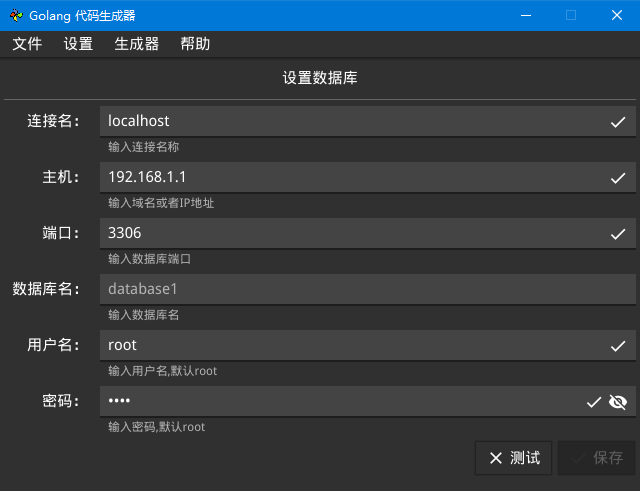 Golang 代码生成器
文件 设置 生成器 帮助
设置数据库
连接名： localhost
输入连接名称
主机： 192.168.1.1
输入域名或者IP地址
端口： 3306
输入数据库端口
数据库名： database1
输入数据库名
用户名： root
输入用户名,默认root
密码： ••••
输入密码,默认root
测试 保存